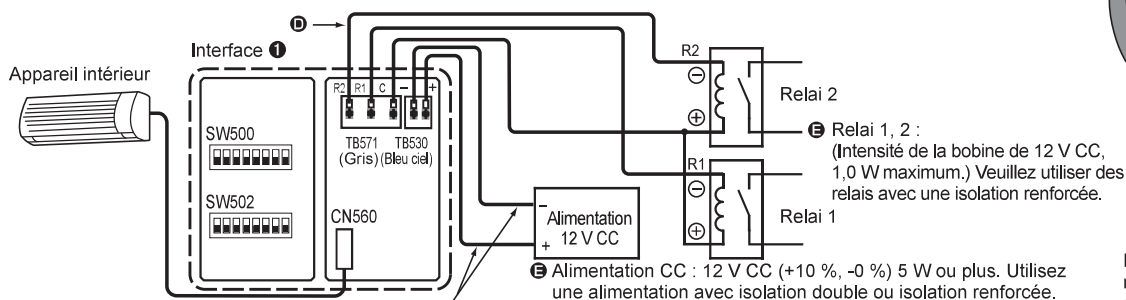 D
Interface 1
Appareil intérieur
R2 R1 C - +
TB571 TB530
(Gris) (Bleu ciel)
SW500
SW502
CN560
R2
⊖
⊕
Relai 2
E Relai 1, 2 :
(Intensité de la bobine de 12 V CC,
1,0 W maximum.) Veuillez utiliser des
relais avec une isolation renforcée.
R1
⊖
⊕
Relai 1
−
Alimentation
12 V CC
+
E Alimentation CC : 12 V CC (+10 %, -0 %) 5 W ou plus. Utilisez
une alimentation avec isolation double ou isolation renforcée.